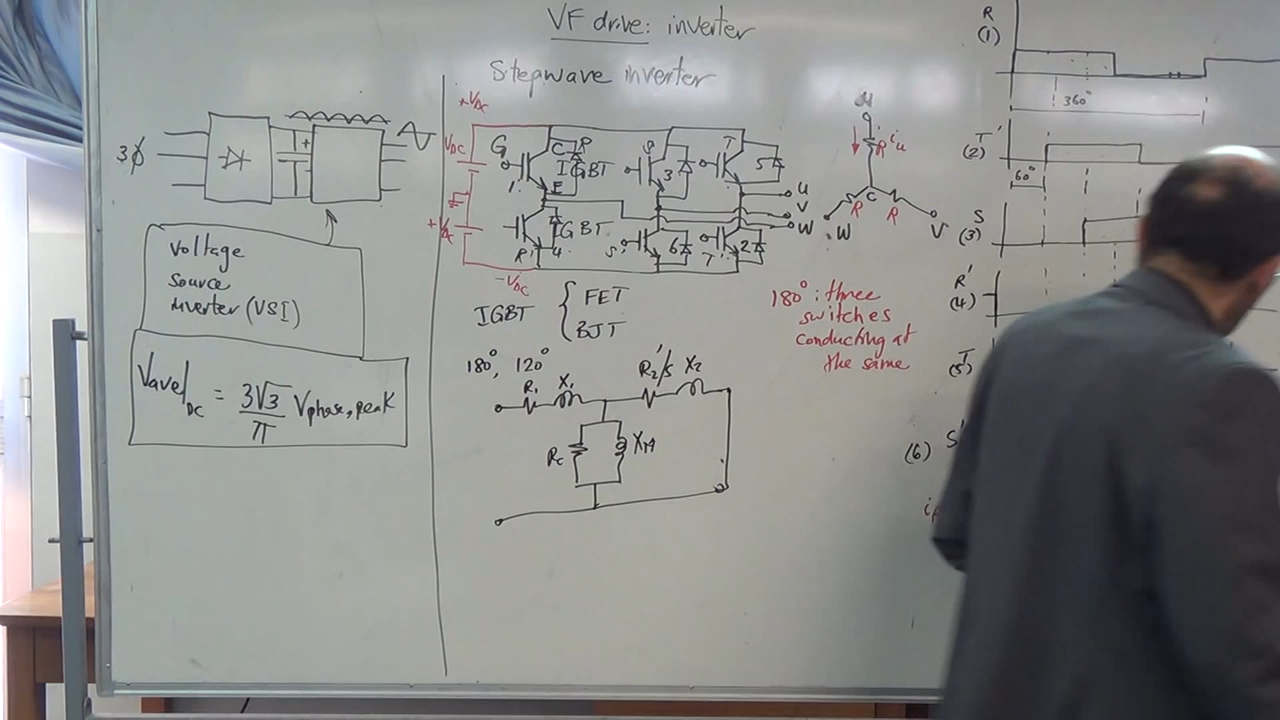 VF drive: inverter
Stepwave inverter
3φ
Voltage
Source
Inverter (VSI)
Vave|DC = 3√3/π Vphase, peak
+VDC
VDC
-VDC
G
C
E
R
IGBT
1
IGBT
R'
4
S
3
S'
6
T
5
T'
2
U
V
W
IGBT { FET
BJT
180°, 120°
R1
X1
R2'/s
X2
Rc
XM
iu
R
C
R
R
W
V
180°: three
switches
conducting at
the same
R
(1)
360°
T'
(2)
60°
S
(3)
R'
(4)
T
(5)
S'
(6)